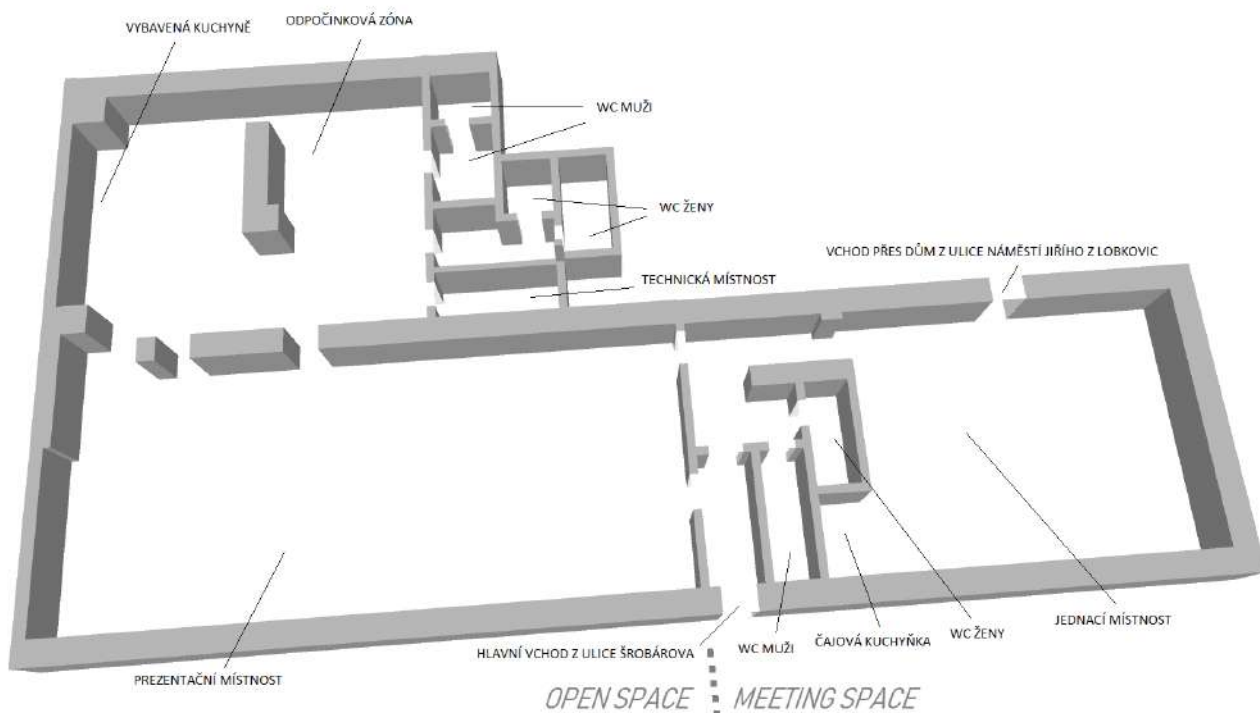 ODPOČINKOVÁ ZÓNA
VYBAVENÁ KUCHYNĚ
WC MUŽI
WC ŽENY
VCHOD PŘES DŮM Z ULICE NÁMĚSTÍ JIŘÍHO Z LOBKOVIC
TECHNICKÁ MÍSTNOST
JEDNACÍ MÍSTNOST
WC ŽENY
ČAJOVÁ KUCHYŇKA
WC MUŽI
HLAVNÍ VCHOD Z ULICE ŠROBÁROVA
PREZENTAČNÍ MÍSTNOST
OPEN SPACE
MEETING SPACE